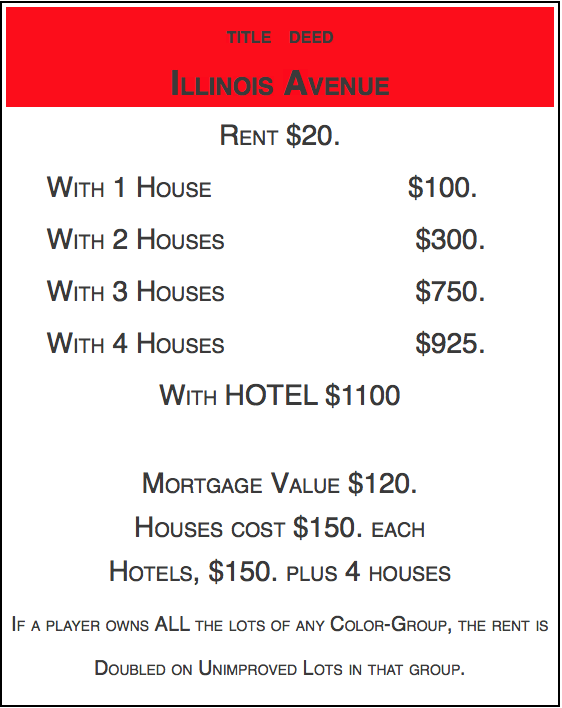 TITLE DEED
ILLINOIS AVENUE
RENT $20.
WITH 1 HOUSE $100.
WITH 2 HOUSES $300.
WITH 3 HOUSES $750.
WITH 4 HOUSES $925.
WITH HOTEL $1100
MORTGAGE VALUE $120.
HOUSES COST $150. EACH
HOTELS, $150. PLUS 4 HOUSES
IF A PLAYER OWNS ALL THE LOTS OF ANY COLOR-GROUP, THE RENT IS
DOUBLED ON UNIMPROVED LOTS IN THAT GROUP.